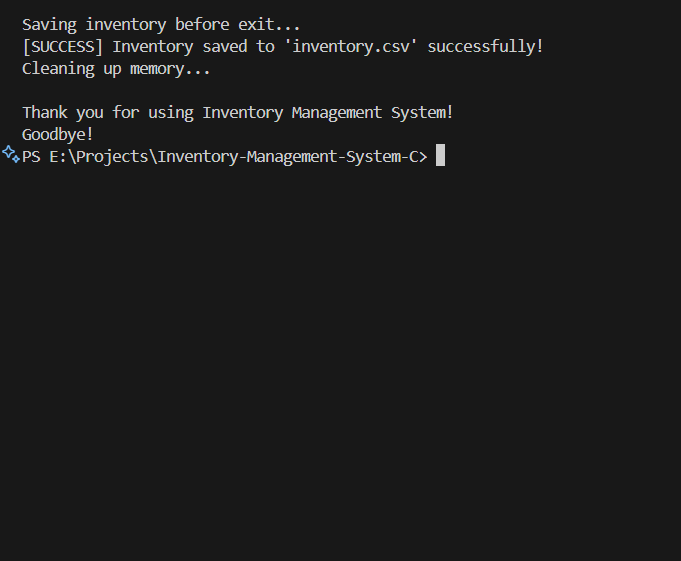 Saving inventory before exit...
[SUCCESS] Inventory saved to 'inventory.csv' successfully!
Cleaning up memory...
Thank you for using Inventory Management System!
Goodbye!
PS E:\Projects\Inventory-Management-System-C>